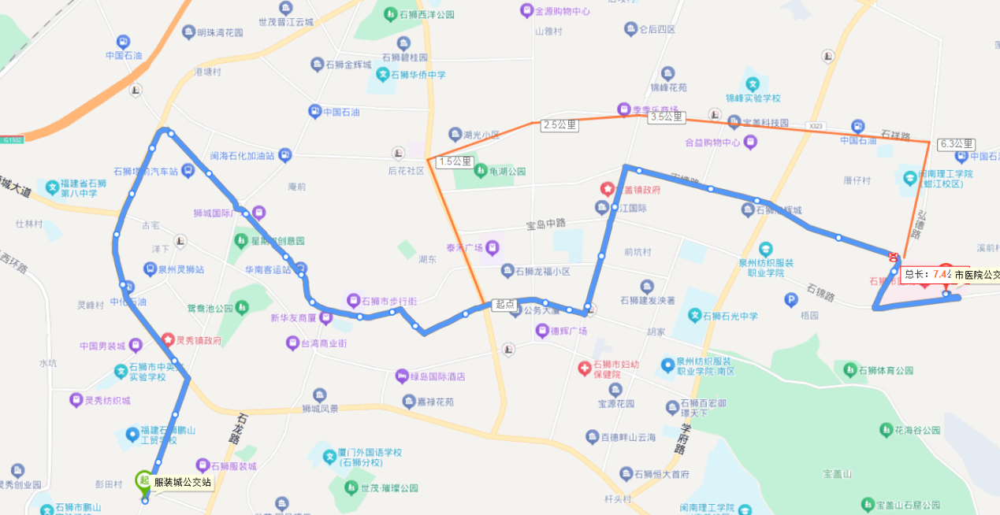 石狮西洋公园
金源购物中心
世茂晋江云城
明珠湾花园
山雅村
仑后四区
中国石油
石狮碧桂园
石狮金辉城
港塘村
石狮华侨中学
锦峰花苑
锦峰实验学校
中国石油
季季乐商场
3.5公里
2.5公里
宝盖科技园
X323
中国石油
石祥路
G1502
湖光小区
合益购物中心
6.3公里
闽海石化加油站
1.5公里
后花社区
龟湖公园
石狮塔前汽车站
福建省石狮
第八中学
庵前
盖镇政府
厝仔村
闽南理工学院
(蚶江校区)
狮城国际
江国际
仕林村
古宅
宝岛中路
弘德路
星期
创意园
洋下
泰禾广场
前坑村
湖东
泉州纺织服装
职业学院
溪前村
西环路
泉州灵狮站
华南客运站
石狮龙福小区
总长：7.4公
市医院公交
灵峰村
中化石油
石狮建发泱著
石锦路
鸳鸯池公园
石狮市步行街
起点
公务大厦
梧园
新华友商厦
石狮石光中学
灵秀镇政府
中国男装城
台湾商业街
德辉广场
胡家
水坑
石狮市中英文
实验学校
绿岛国际酒店
石狮市妇幼
保健院
泉州纺织服装
职业学院-南区
石狮体育公园
灵秀纺织城
狮城凤景
嘉禄花苑
宝源花园
石狮百宏御
璟天下
石龙路
福建石狮鹏山
工贸学校
百德畔山云海
学府路
花海谷公园
厦门外国语学校
(石狮分校)
石狮服装城
灵秀创业园
彭田村
起
服装城公交站
世茂·璀璨公园
石狮恒大首府
宝盖山
杆头村
石狮市鹏山
闽南理工学院
宝盖山石窟公园